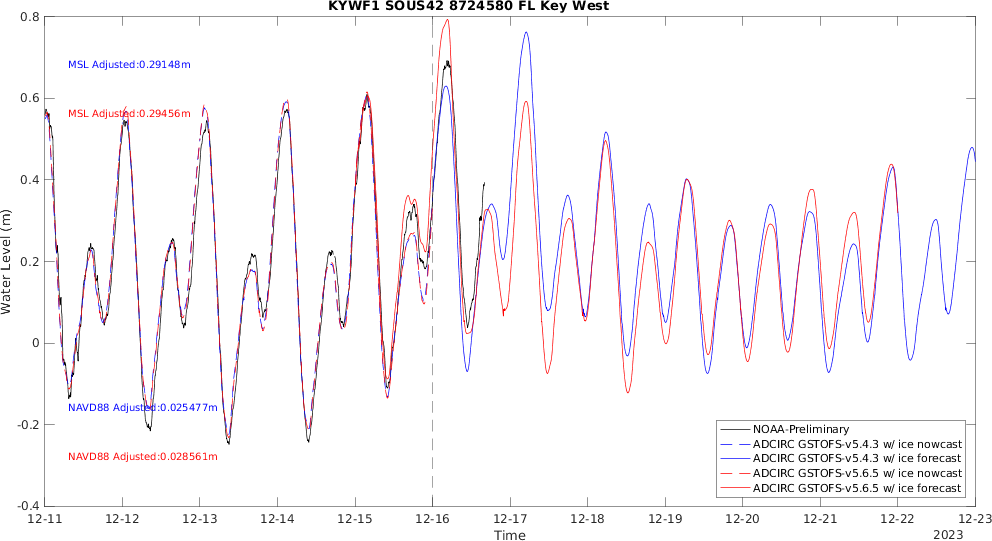 KYWF1 SOUS42 8724580 FL Key West
0.8
0.6
0.4
0.2
0
-0.2
-0.4
Water Level (m)
MSL Adjusted:0.29148m
MSL Adjusted:0.29456m
NAVD88 Adjusted:0.025477m
NAVD88 Adjusted:0.028561m
NOAA-Preliminary
ADCIRC GSTOFS-v5.4.3 w/ ice nowcast
ADCIRC GSTOFS-v5.4.3 w/ ice forecast
ADCIRC GSTOFS-v5.6.5 w/ ice nowcast
ADCIRC GSTOFS-v5.6.5 w/ ice forecast
12-11 12-12 12-13 12-14 12-15 12-16 12-17 12-18 12-19 12-20 12-21 12-22 12-23
Time
2023